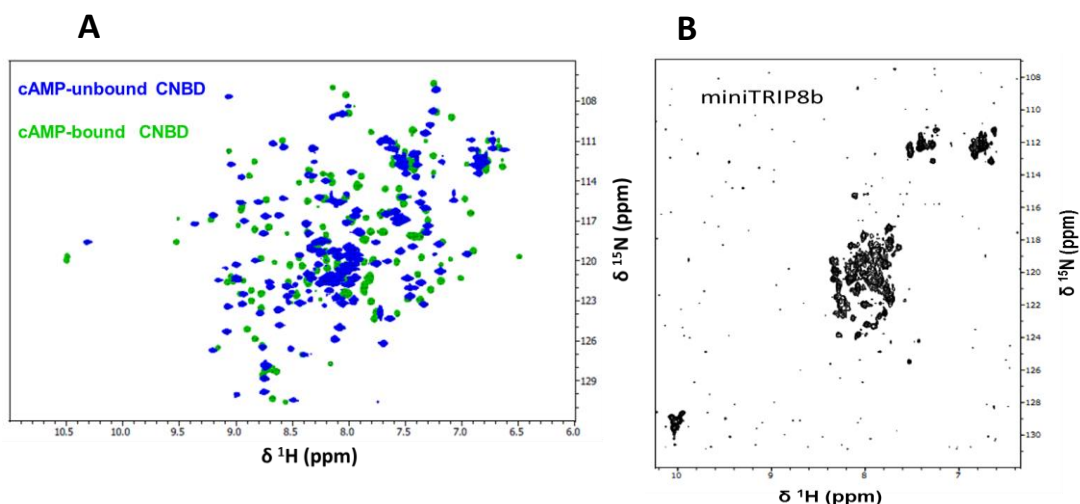 A
B
cAMP-unbound CNBD
cAMP-bound CNBD
108
111
114
117
120
123
126
129
δ 15N (ppm)
10.5 10.0 9.5 9.0 8.5 8.0 7.5 7.0 6.5 6.0
δ 1H (ppm)
miniTRIP8b
108
110
112
114
116
118
120
122
124
126
128
130
δ 15N (ppm)
10 9 8 7
δ 1H (ppm)